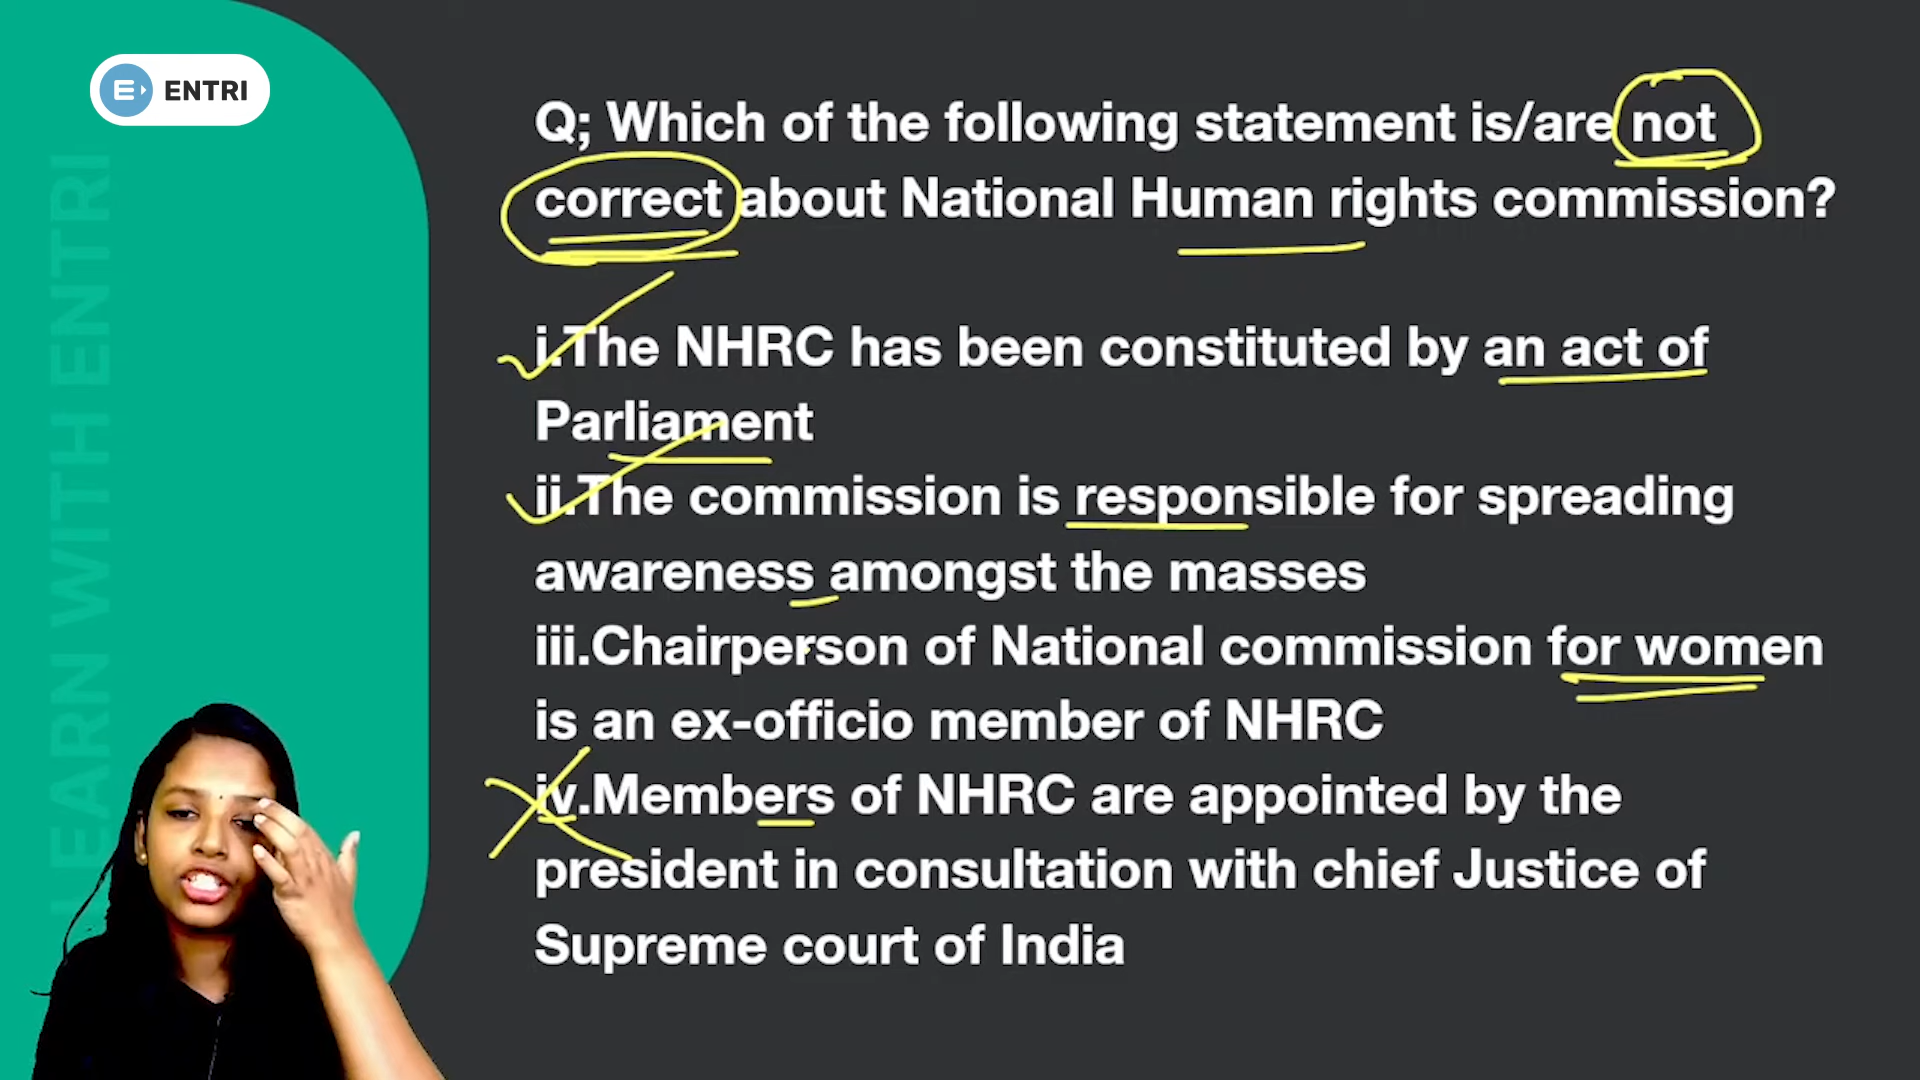 ENTRI
LEARN WITH ENTRI
Q; Which of the following statement is/are not
correct about National Human rights commission?
i.The NHRC has been constituted by an act of
Parliament
ii.The commission is responsible for spreading
awareness amongst the masses
iii.Chairperson of National commission for women
is an ex-officio member of NHRC
iv.Members of NHRC are appointed by the
president in consultation with chief Justice of
Supreme court of India